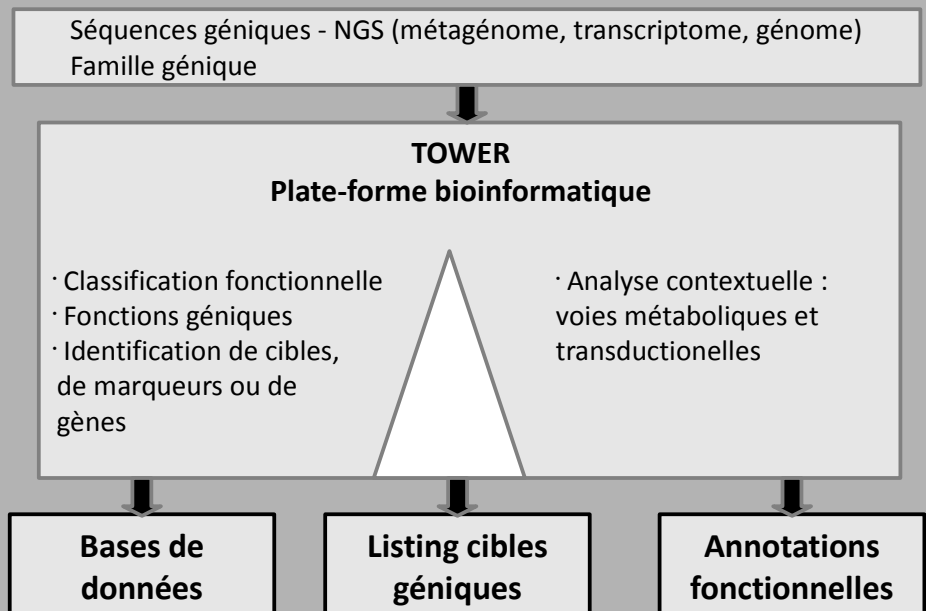 Séquences géniques - NGS (métagénome, transcriptome, génome)
Famille génique
TOWER
Plate-forme bioinformatique
· Classification fonctionnelle
· Fonctions géniques
· Identification de cibles,
de marqueurs ou de
gènes
· Analyse contextuelle :
voies métaboliques et
transductionelles
Bases de
données
Listing cibles
géniques
Annotations
fonctionnelles